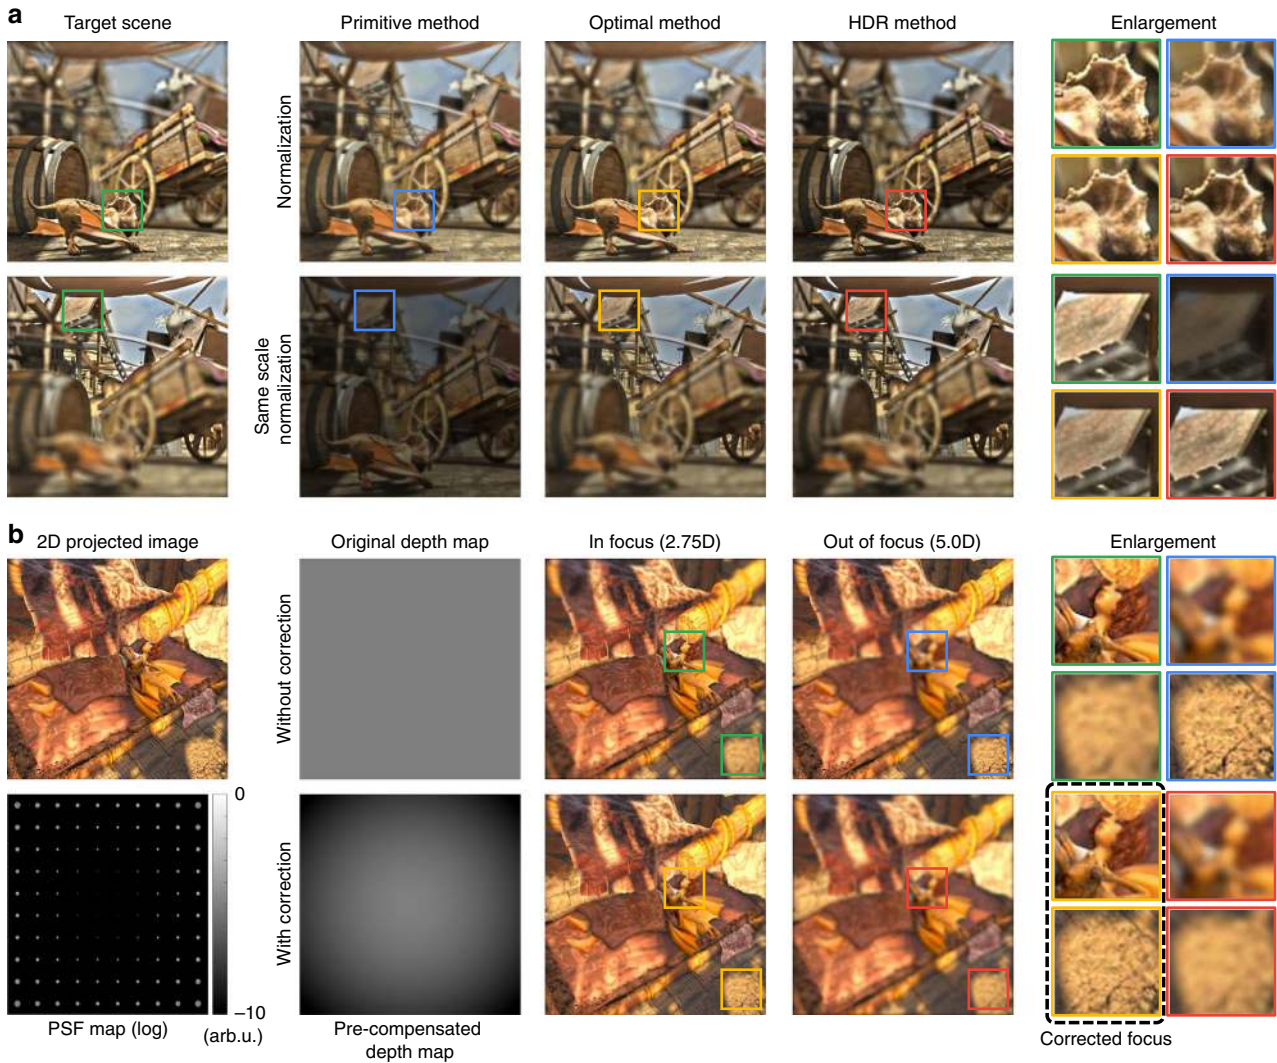 a
Target scene
Primitive method
Optimal method
HDR method
Enlargement
Normalization
Same scale
normalization
b
2D projected image
Original depth map
In focus (2.75D)
Out of focus (5.0D)
Enlargement
Without correction
With correction
0
−10
PSF map (log)
(arb.u.)
Pre-compensated
depth map
Corrected focus